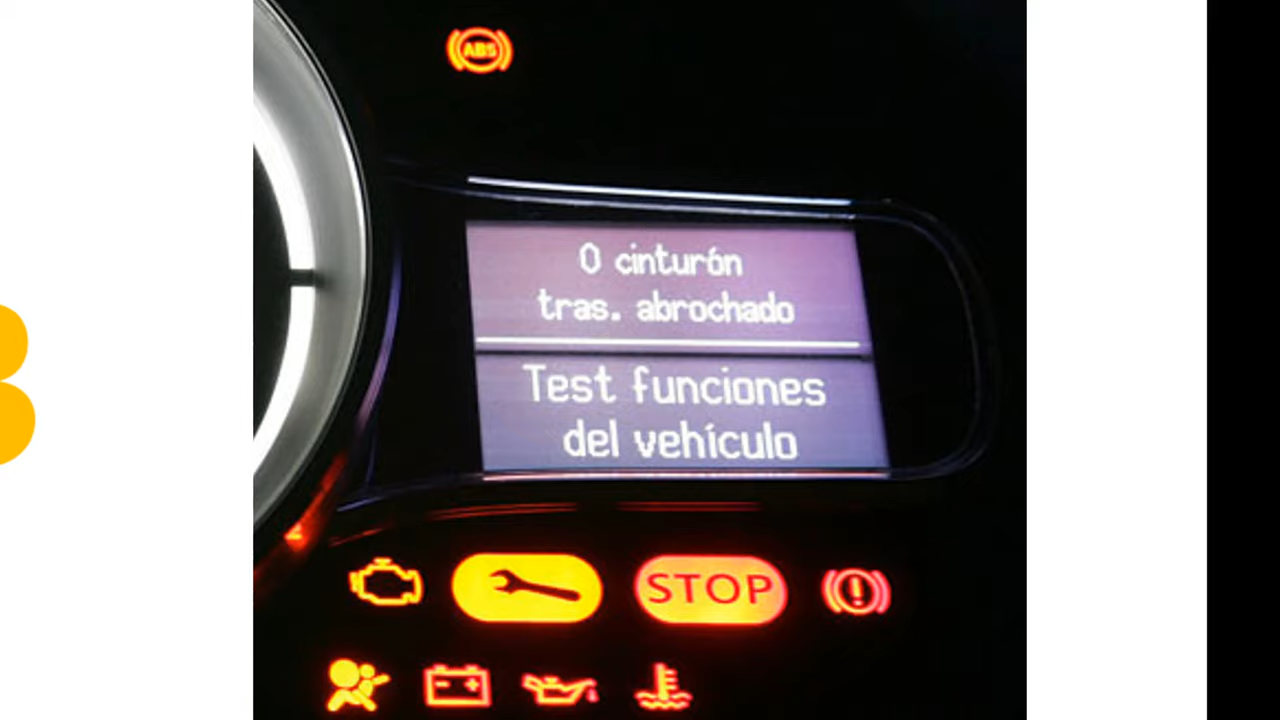 ABS
0 cinturón
tras. abrochado
Test funciones
del vehículo
STOP